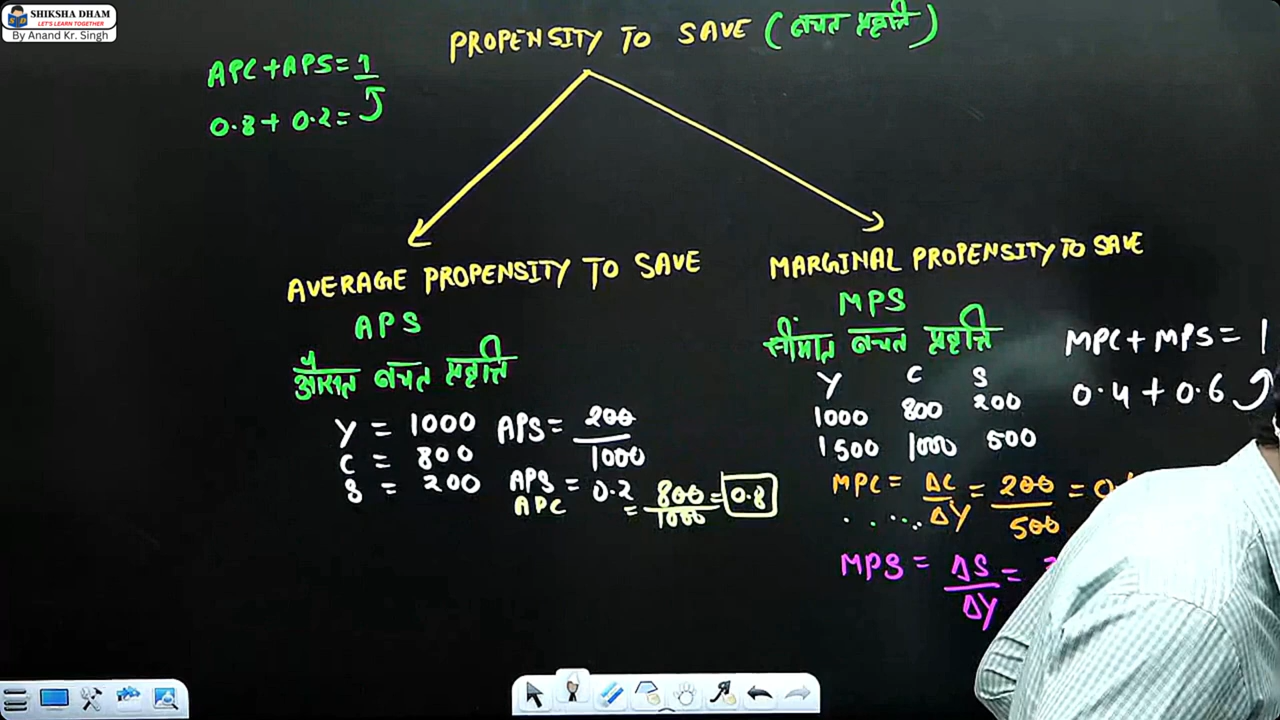 SHIKSHA DHAM
LET'S LEARN TOGETHER
By Anand Kr. Singh
PROPENSITY TO SAVE (बचत प्रवृत्ति)
APC + APS = 1
0.8 + 0.2 =
AVERAGE PROPENSITY TO SAVE
APS
औसत बचत प्रवृत्ति
Y = 1000
C = 800
S = 200
APS = 200/1000
APS = 0.2
APC = 800/1000 = 0.8
MARGINAL PROPENSITY TO SAVE
MPS
सीमांत बचत प्रवृत्ति
Y C S
1000 800 200
1500 1000 500
MPC + MPS = 1
0.4 + 0.6
MPC = ΔC/ΔY = 200/500 =
MPS = ΔS/ΔY =